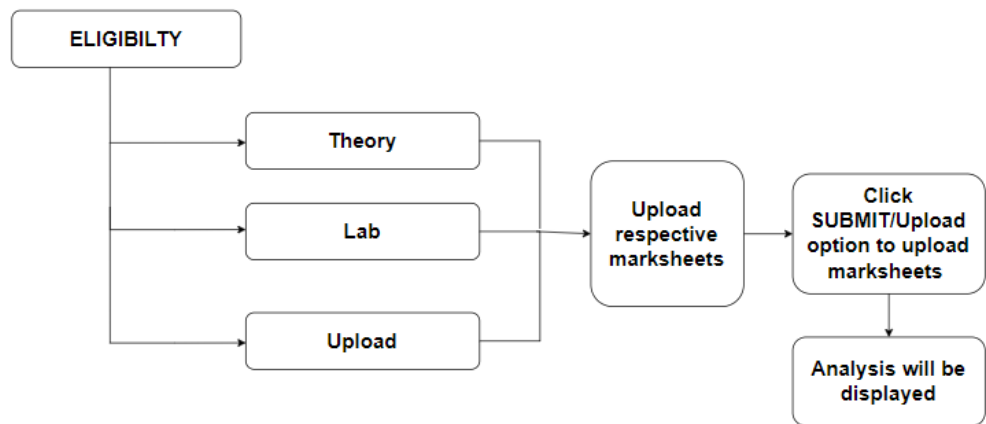 ELIGIBILTY
Theory
Lab
Upload
Upload
respective
marksheets
Click
SUBMIT/Upload
option to upload
marksheets
Analysis will be
displayed